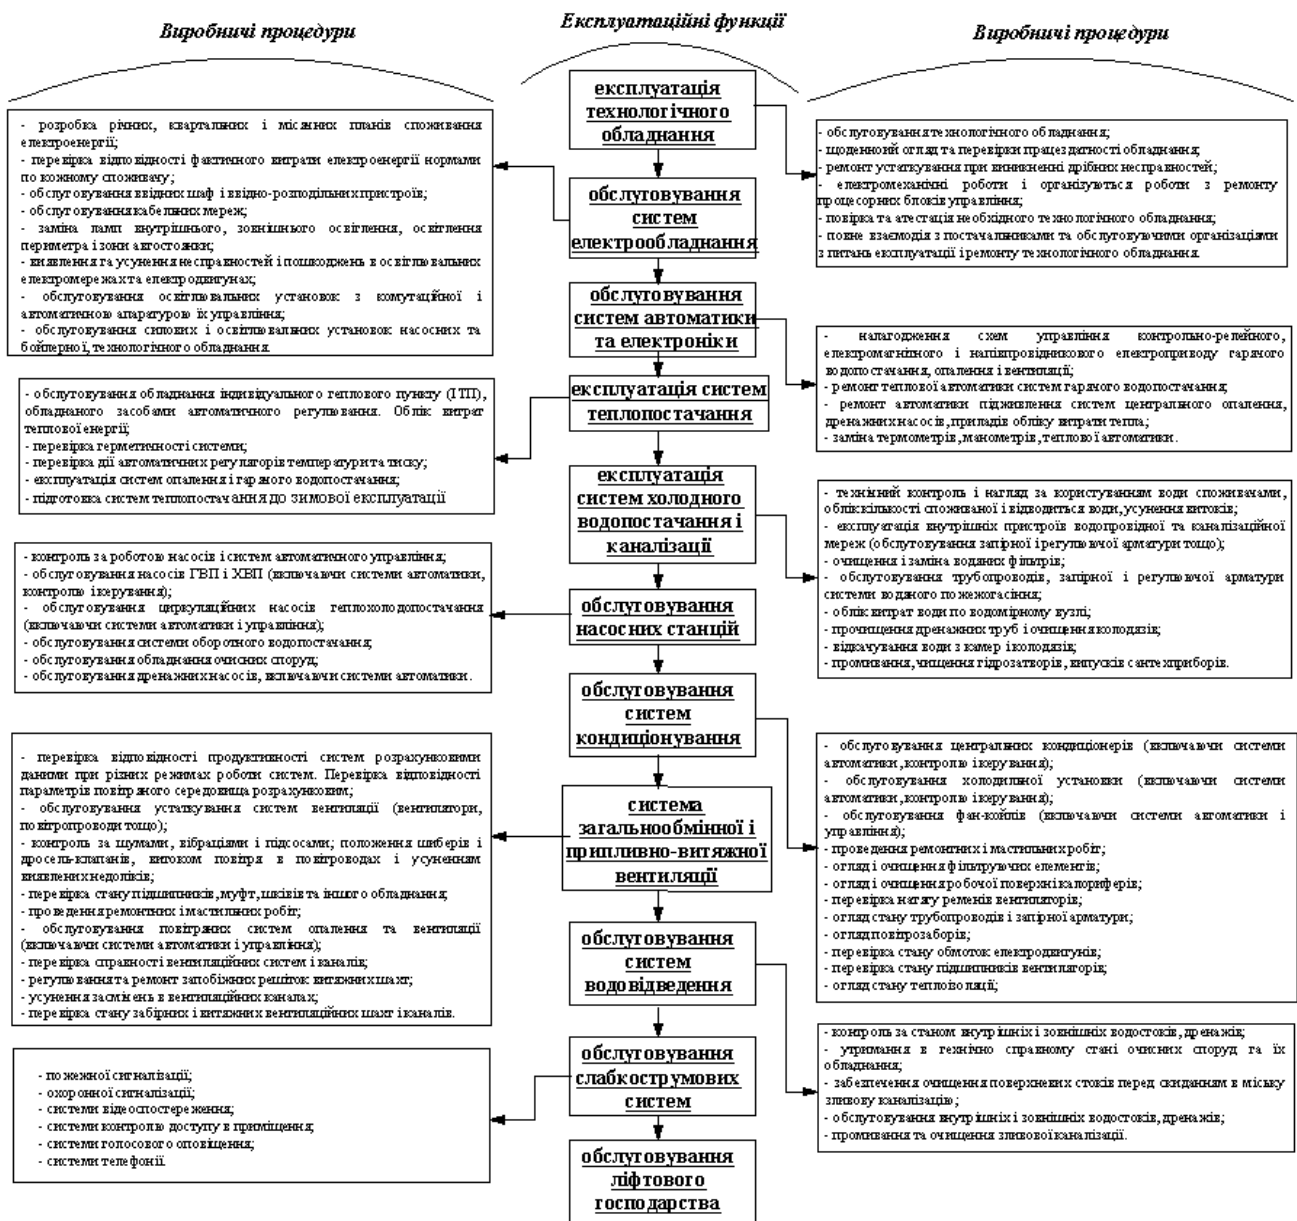 Виробничі процедури
Експлуатаційні функції
Виробничі процедури
- розробка річних, квартальних і місячних планів споживання
електроенергії;
- перевірка відповідності фактичного витрати електроенергії нормами
по кожному споживачу;
- обслуговування ввідних шаф і ввідно-розподільних пристроїв;
- обслуговування кабельних мереж;
- заміна ламп внутрішнього, зовнішнього освітлення, освітлення
периметра і зони автостоянки;
- виявлення та усунення несправностей і пошкоджень в освітлювальних
електромережах та електродвигунах;
- обслуговування освітлювальних установок з комутаційної і
автоматичною апаратурою їх управління;
- обслуговування силових і освітлювальних установок насосних та
бойлерної, технологічного обладнання.
- обслуговування обладнання індивідуального теплового пункту (ІТП),
обладнаного засобами автоматичного регулювання. Облік витрат
теплової енергії;
- перевірка герметичності системи;
- перевірка дії автоматичних регуляторів температури та тиску;
- експлуатація систем опалення і гарячого водопостачання;
- підготовка систем теплопостачання до зимової експлуатації
- контроль за роботою насосів і систем автоматичного управління;
- обслуговування насосів ГВП і ХВП (включаючи системи автоматики,
контролю і керування);
- обслуговування циркуляційних насосів теплохолодопостачання
(включаючи системи автоматики і управління);
- обслуговування системи оборотного водопостачання;
- обслуговування обладнання очисних споруд;
- обслуговування дренажних насосів, включаючи системи автоматики.
- перевірка відповідності продуктивності систем розрахунковими
даними при різних режимах роботи систем. Перевірка відповідності
параметрів повітряного середовища розрахунковим;
- обслуговування устаткування систем вентиляції (вентилятори,
повітропроводи тощо);
- контроль за шумами, вібраціями і підсосами; положення шиберів і
дросель-клапанів, витоком повітря в повітроводах і усуненням
виявлених недоліків;
- перевірка стану підшипників, муфт, шківів та іншого обладнання;
- проведення ремонтних і мастильних робіт;
- обслуговування повітряних систем опалення та вентиляції
(включаючи системи автоматики і управління);
- перевірка справності вентиляційних систем і каналів;
- регулювання та ремонт запобіжних решіток витяжних шахт;
- усунення засмічень в вентиляційних каналах;
- перевірка стану забірних і витяжних вентиляційних шахт і каналів.
- пожежної сигналізації;
- охоронної сигналізації;
- системи відеоспостереження;
- системи контролю доступу в приміщення;
- системи голосового оповіщення;
- системи телефонії.
експлуатація
технологічного
обладнання
обслуговування
систем
електрообладнання
обслуговування
систем автоматики
та електроніки
експлуатація систем
теплопостачання
експлуатація
систем холодного
водопостачання і
каналізації
обслуговування
насосних станцій
обслуговування
систем
кондиціонування
система
загальнообмінної і
припливно-витяжної
вентиляції
обслуговування
систем
водовідведення
обслуговування
слабкострумових
систем
обслуговування
ліфтового
господарства
- обслуговування технологічного обладнання;
- щоденний огляд та перевірки працездатності обладнання;
- ремонт устаткування при виникненні дрібних несправностей;
- електромеханічні роботи і організуються роботи з ремонту
процесорних блоків управління;
- повірка та атестація необхідного технологічного обладнання;
- повне взаємодія з постачальниками та обслуговуючими організаціями
з питань експлуатації і ремонту технологічного обладнання.
- налагодження схем управління контрольно-релейного,
електромагнітного і напівпровідникового електроприводу гарячого
водопостачання, опалення і вентиляції;
- ремонт теплової автоматики систем гарячого водопостачання;
- ремонт автоматики підживлення систем центрального опалення,
дренажних насосів, приладів обліку витрати тепла;
- заміна термометрів, манометрів, теплової автоматики.
- технічний контроль і нагляд за користуванням води споживачами,
облік кількості споживаної і відводиться води, усунення витоків;
- експлуатація внутрішніх пристроїв водопровідної та каналізаційної
мереж (обслуговування запірної і регулюючої арматури тощо);
- очищення і заміна водяних фільтрів;
- обслуговування трубопроводів, запірної і регулюючої арматури
системи водяного пожежогасіння;
- облік витрат води по водомірному вузлі;
- прочищення дренажних труб і очищення колодязів;
- відкачування води з камер і колодязів;
- промивання, чищення гідрозатворів, випусків сантехприборів.
- обслуговування центральних кондиціонерів (включаючи системи
автоматики, контролю і керування);
- обслуговування холодильної установки (включаючи системи
автоматики, контролю і керування);
- обслуговування фан-койлів (включаючи системи автоматики і
управління);
- проведення ремонтних і мастильних робіт;
- огляд і очищення фільтруючих елементів;
- огляд і очищення робочої поверхні калориферів;
- перевірка натягу ременів вентиляторів;
- огляд стану трубопроводів і запірної арматури;
- огляд повітрозаборів;
- перевірка стану обмоток електродвигунів;
- перевірка стану підшипників вентиляторів;
- огляд стану теплоізоляції;
- контроль за станом внутрішніх і зовнішніх водостоків, дренажів;
- утримання в технічно справному стані очисних споруд та їх
обладнання;
- забезпечення очищення поверхневих стоків перед скиданням в міську
зливову каналізацію;
- обслуговування внутрішніх і зовнішніх водостоків, дренажів;
- промивання та очищення зливової каналізації.